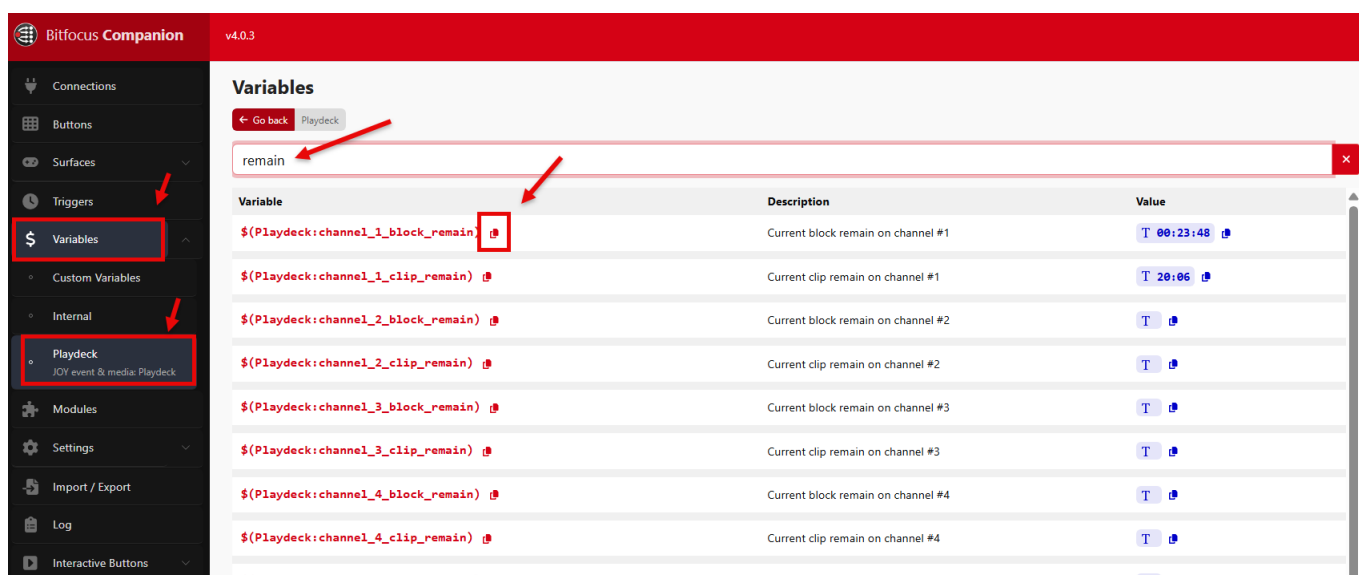 Bitfocus Companion
v4.0.3
Connections
Buttons
Surfaces
Triggers
Variables
Custom Variables
Internal
Playdeck
JOY event & media: Playdeck
Modules
Settings
Import / Export
Log
Interactive Buttons
Variables
Go back Playdeck
remain
Variable Description Value
$(Playdeck:channel_1_block_remain) Current block remain on channel #1 T 00:23:48
$(Playdeck:channel_1_clip_remain) Current clip remain on channel #1 T 20:06
$(Playdeck:channel_2_block_remain) Current block remain on channel #2 T
$(Playdeck:channel_2_clip_remain) Current clip remain on channel #2 T
$(Playdeck:channel_3_block_remain) Current block remain on channel #3 T
$(Playdeck:channel_3_clip_remain) Current clip remain on channel #3 T
$(Playdeck:channel_4_block_remain) Current block remain on channel #4 T
$(Playdeck:channel_4_clip_remain) Current clip remain on channel #4 T